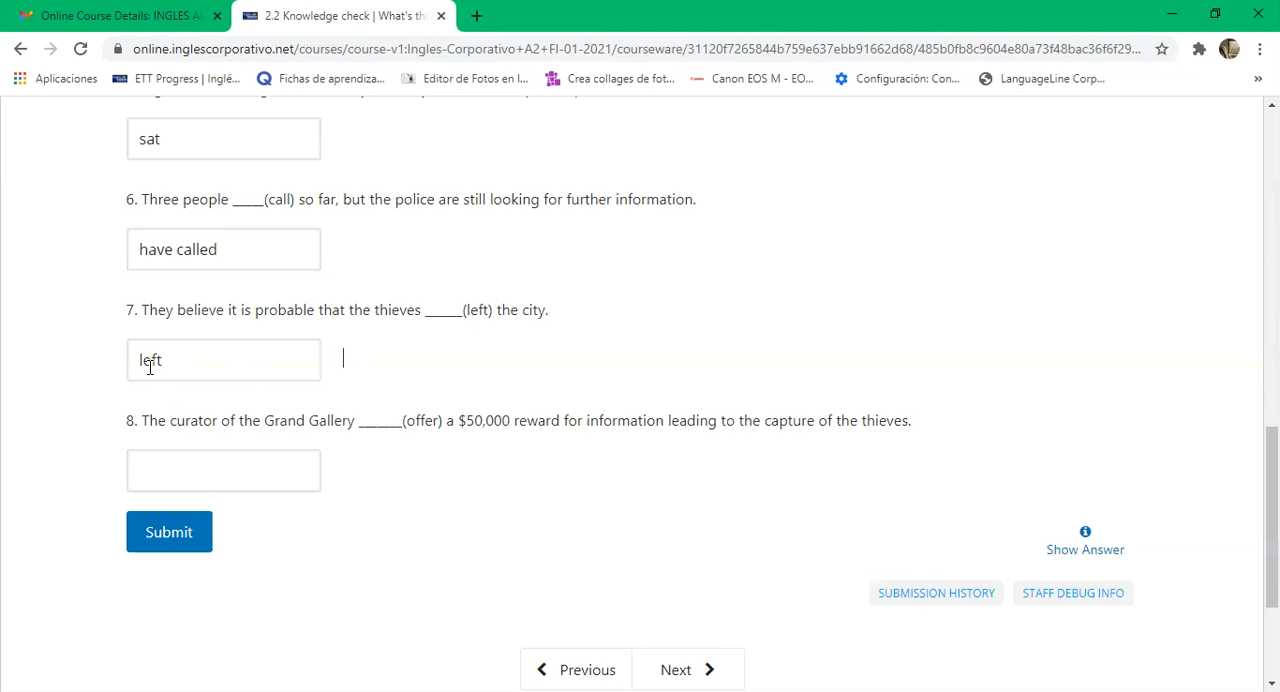 Online Course Details: INGLES A
2.2 Knowledge check | What's the
online.inglescorporativo.net/courses/course-v1:Ingles-Corporativo+A2+FI-01-2021/courseware/31120f7265844b759e637ebb91662d68/485b0fb8c9604e80a73f48bac36f6f29...
Aplicaciones
ETT Progress | Inglé...
Fichas de aprendiza...
Editor de Fotos en l...
Crea collages de fot...
Canon EOS M - EO...
Configuración: Con...
LanguageLine Corp...
»
sat
6. Three people _____(call) so far, but the police are still looking for further information.
have called
7. They believe it is probable that the thieves ______(left) the city.
left
8. The curator of the Grand Gallery _______(offer) a $50,000 reward for information leading to the capture of the thieves.
Submit
Show Answer
SUBMISSION HISTORY
STAFF DEBUG INFO
Previous
Next